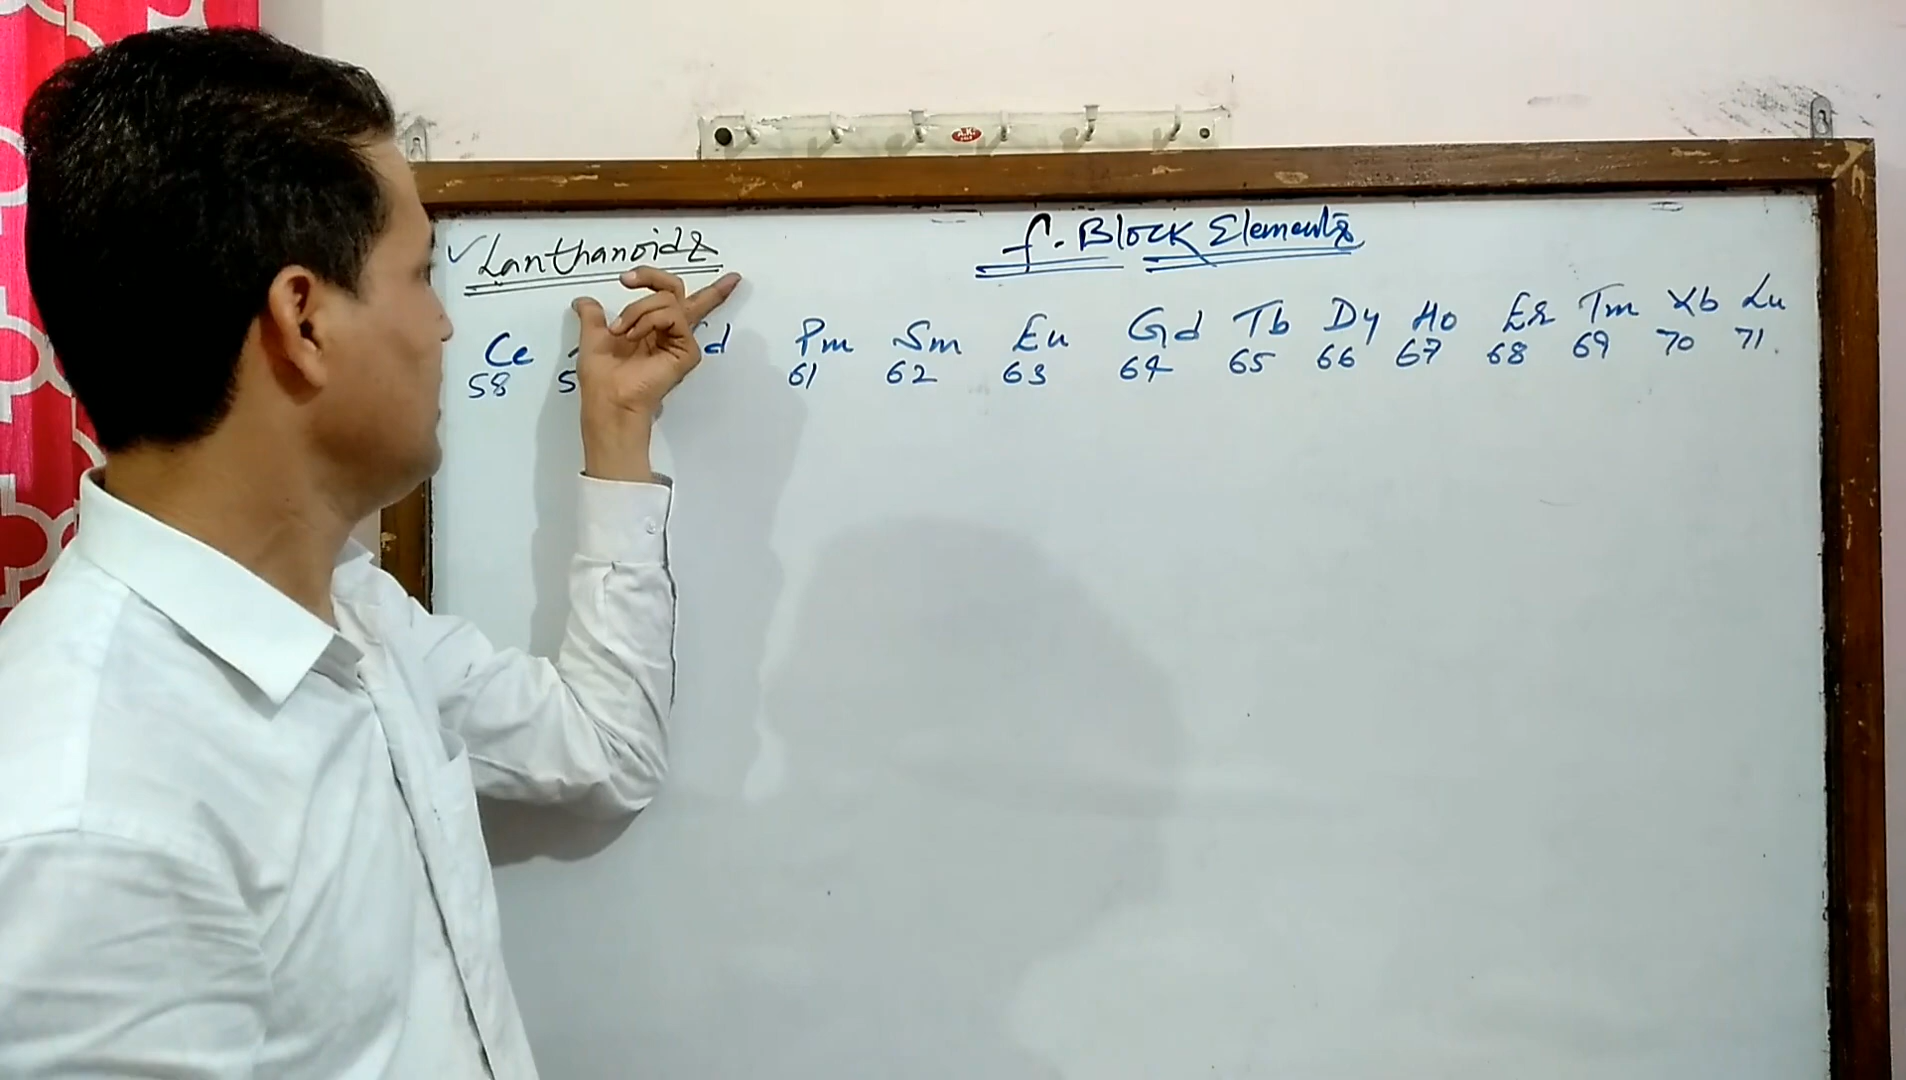 Lanthanoids
f-Block Elements
Ce d Pm Sm Eu Gd Tb Dy Ho Er Tm Yb Lu
58 5 61 62 63 64 65 66 67 68 69 70 71.